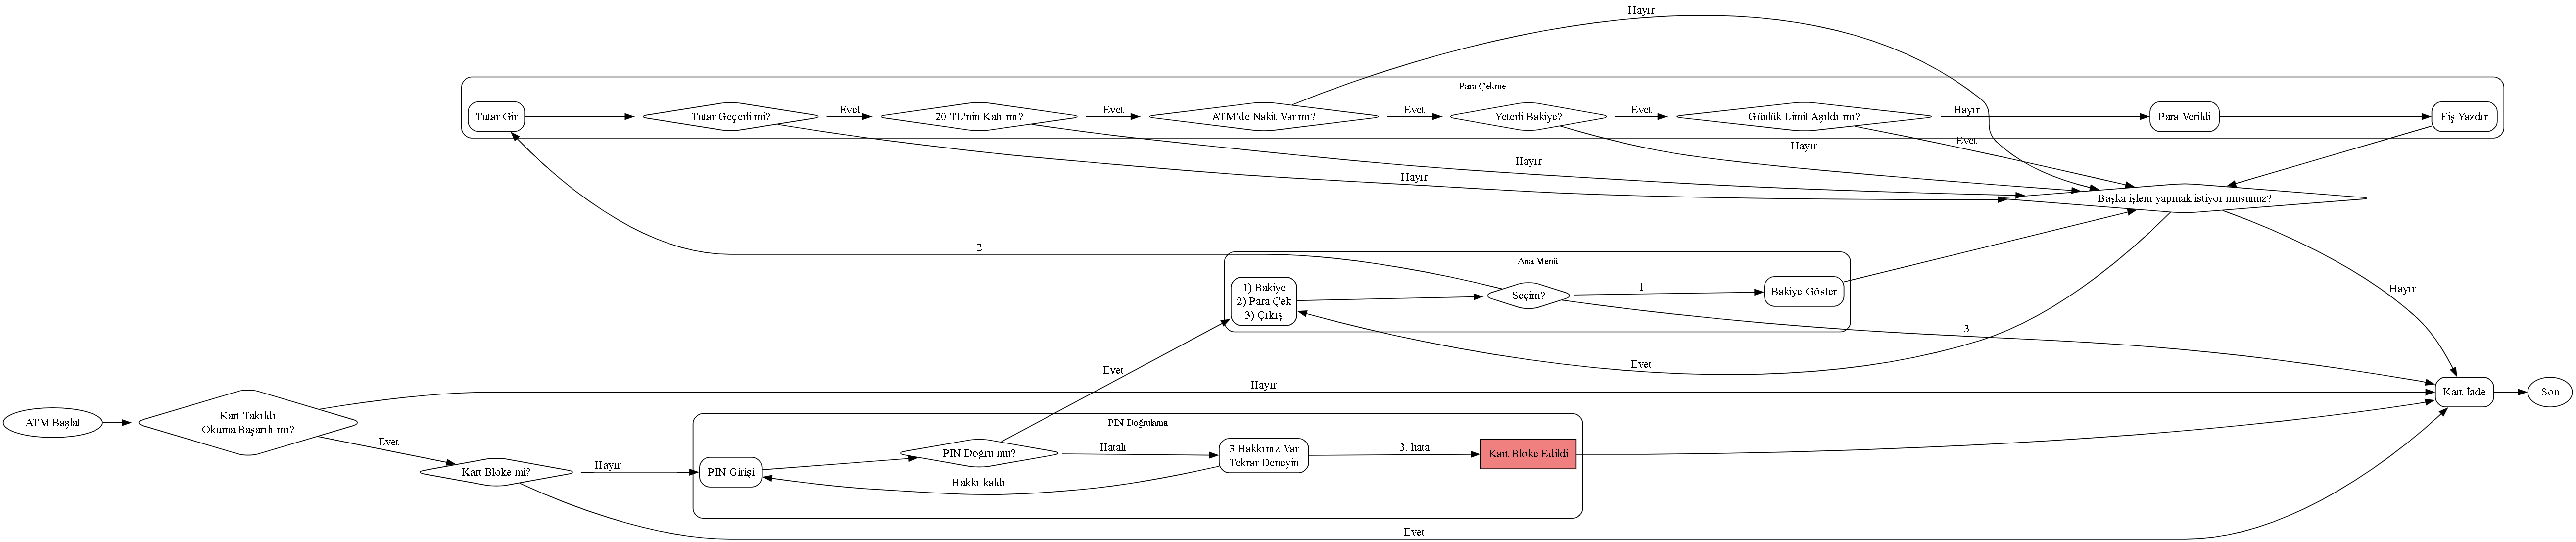 Hayır
Para Çekme
Tutar Gir
Tutar Geçerli mi?
Evet
20 TL'nin Katı mı?
Evet
ATM'de Nakit Var mı?
Evet
Yeterli Bakiye?
Evet
Günlük Limit Aşıldı mı?
Hayır
Para Verildi
Fiş Yazdır
Hayır
Evet
Hayır
Hayır
Başka işlem yapmak istiyor musunuz?
2
Ana Menü
1) Bakiye
2) Para Çek
3) Çıkış
Seçim?
1
Bakiye Göster
Hayır
3
Evet
Evet
Hayır
Kart İade
Son
ATM Başlat
Kart Takıldı
Okuma Başarılı mı?
Evet
PIN Doğrulama
Kart Bloke mi?
Hayır
PIN Girişi
PIN Doğru mu?
Hatalı
3 Hakkınız Var
Tekrar Deneyin
3. hata
Kart Bloke Edildi
Hakkı kaldı
Evet